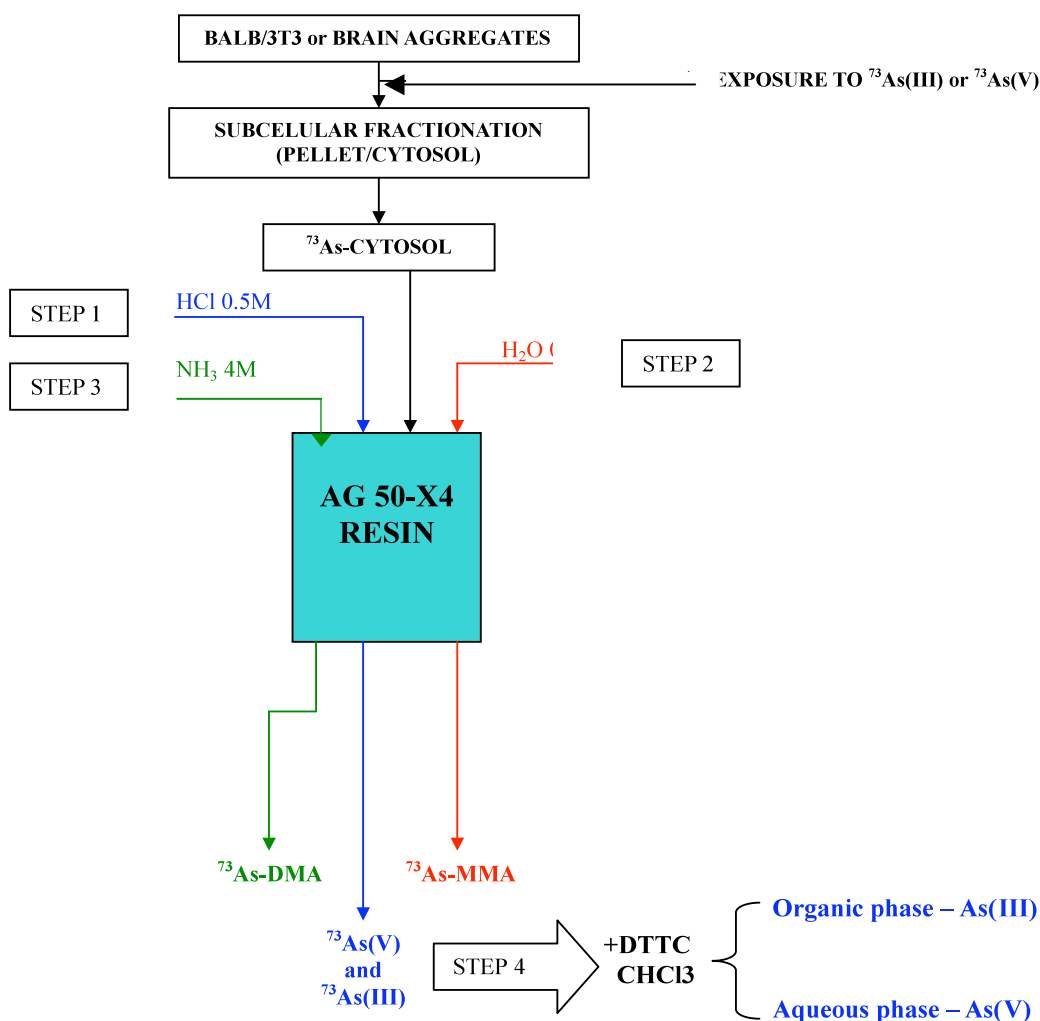 BALB/3T3 or BRAIN AGGREGATES
XPOSURE TO ⁷³As(III) or ⁷³As(V)
SUBCELULAR FRACTIONATION
(PELLET/CYTOSOL)
⁷³As-CYTOSOL
STEP 1
HCl 0.5M
H₂O
STEP 2
STEP 3
NH₃ 4M
AG 50-X4
RESIN
⁷³As-DMA
⁷³As-MMA
⁷³As(V)
and
⁷³As(III)
STEP 4
+DTTC
CHCl3
Organic phase – As(III)
Aqueous phase – As(V)